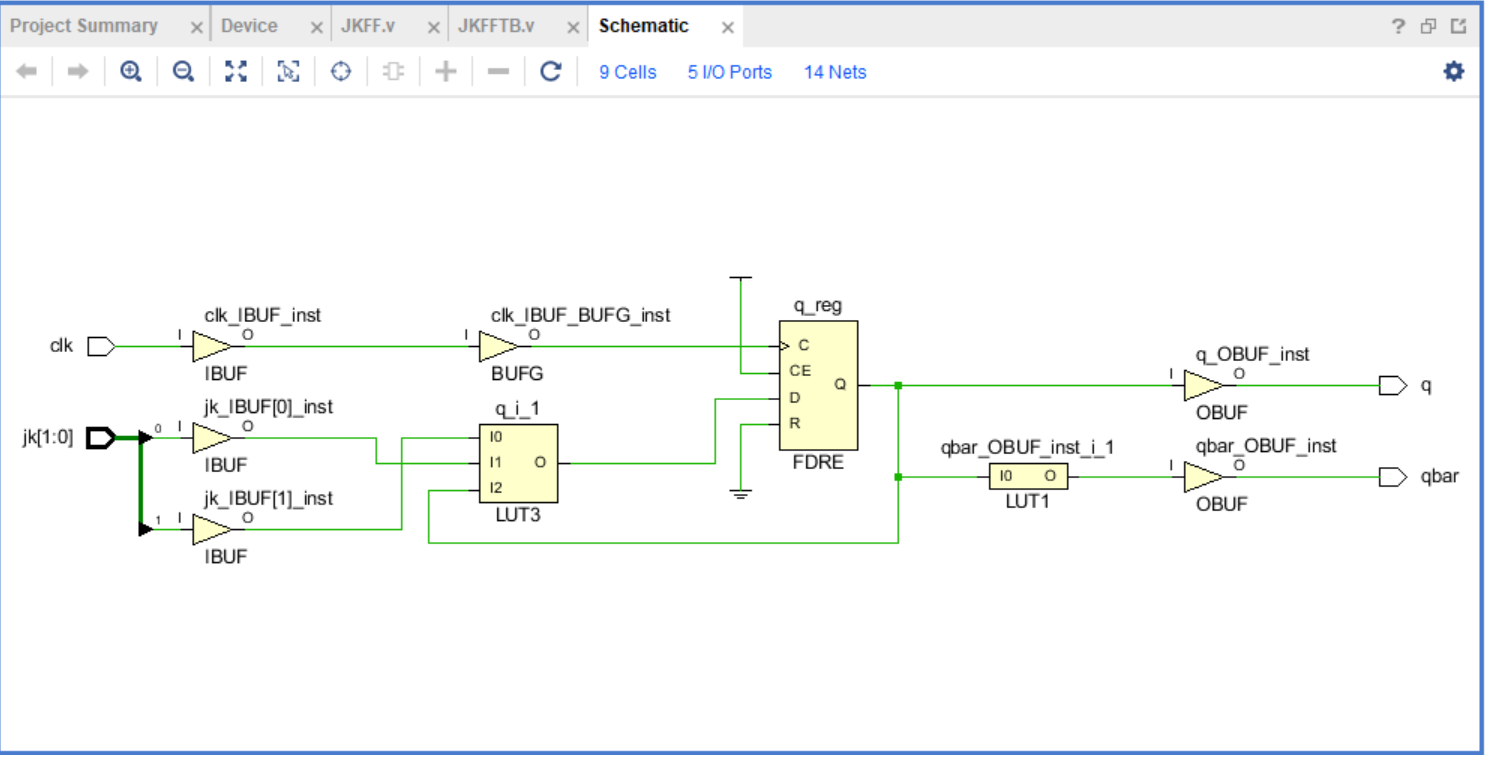 Project Summary × Device × JKFF.v × JKFFTB.v × Schematic × ?
9 Cells 5 I/O Ports 14 Nets
clk
clk_IBUF_inst
I O
IBUF
clk_IBUF_BUFG_inst
I O
BUFG
q_reg
C
CE
D
R
Q
FDRE
jk[1:0]
0
1
jk_IBUF[0]_inst
I O
IBUF
jk_IBUF[1]_inst
I O
IBUF
q_i_1
I0
I1 O
I2
LUT3
q_OBUF_inst
I O
OBUF
q
qbar_OBUF_inst_i_1
I0 O
LUT1
qbar_OBUF_inst
I O
OBUF
qbar